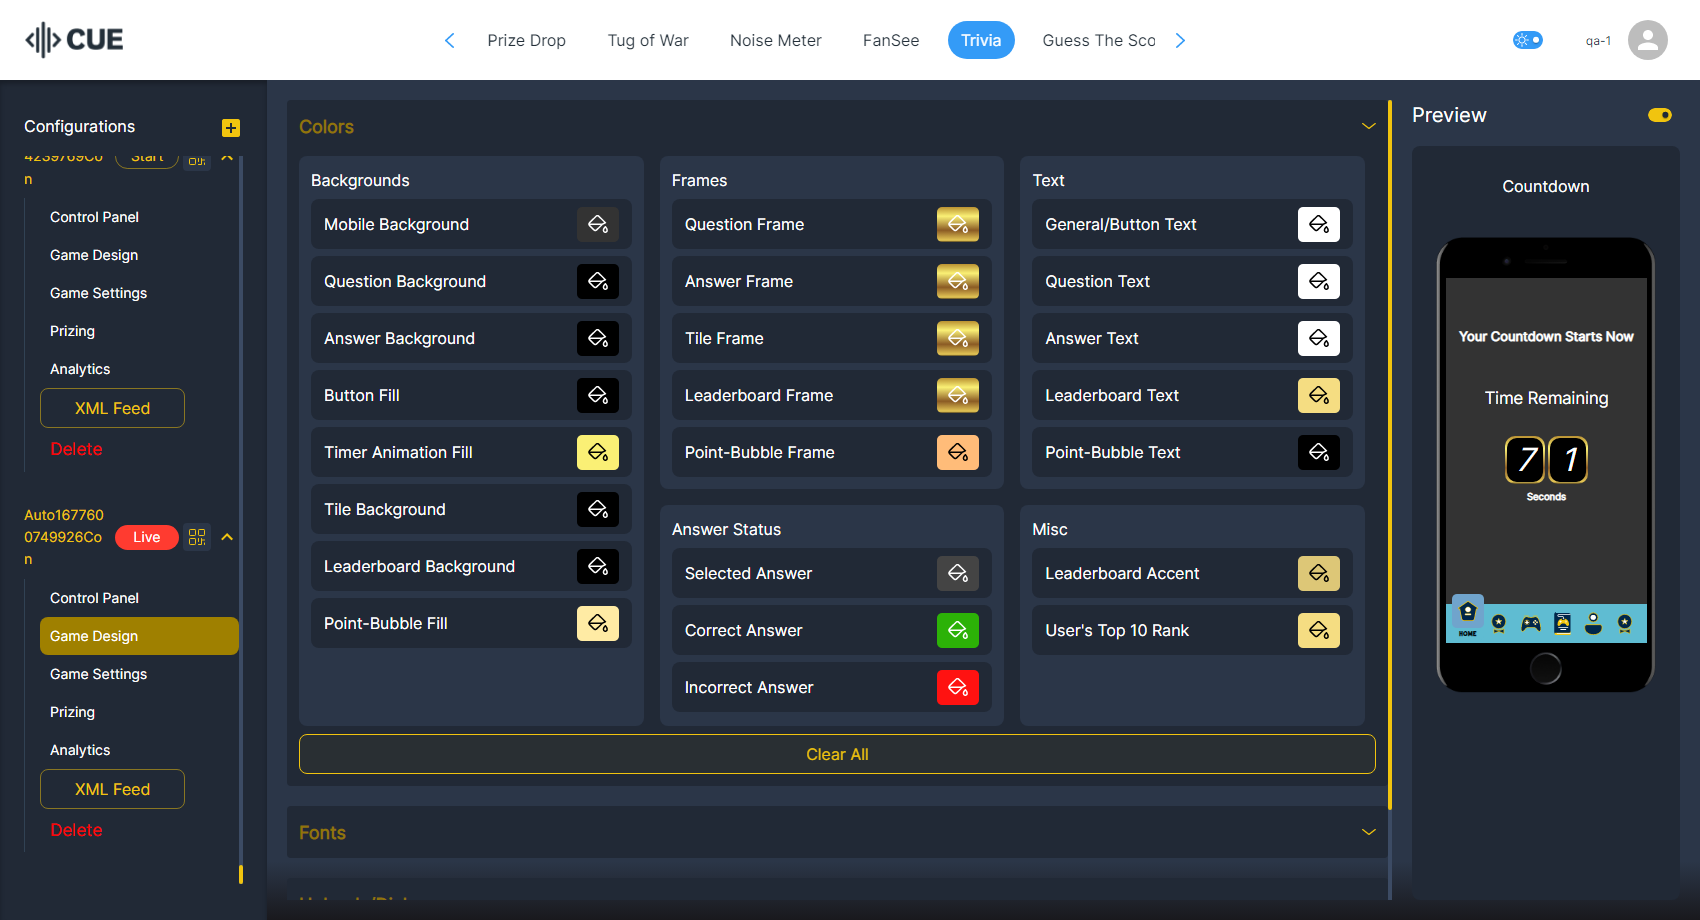 CUE
Prize Drop
Tug of War
Noise Meter
FanSee
Trivia
Guess The Sco
qa-1
Configurations
4239769Co
n
Start
Control Panel
Game Design
Game Settings
Prizing
Analytics
XML Feed
Delete
Auto167760
0749926Co
n
Live
Control Panel
Game Design
Game Settings
Prizing
Analytics
XML Feed
Delete
Colors
Backgrounds
Mobile Background
Question Background
Answer Background
Button Fill
Timer Animation Fill
Tile Background
Leaderboard Background
Point-Bubble Fill
Frames
Question Frame
Answer Frame
Tile Frame
Leaderboard Frame
Point-Bubble Frame
Answer Status
Selected Answer
Correct Answer
Incorrect Answer
Text
General/Button Text
Question Text
Answer Text
Leaderboard Text
Point-Bubble Text
Misc
Leaderboard Accent
User's Top 10 Rank
Clear All
Fonts
Preview
Countdown
Your Countdown Starts Now
Time Remaining
7 1
Seconds
HOME